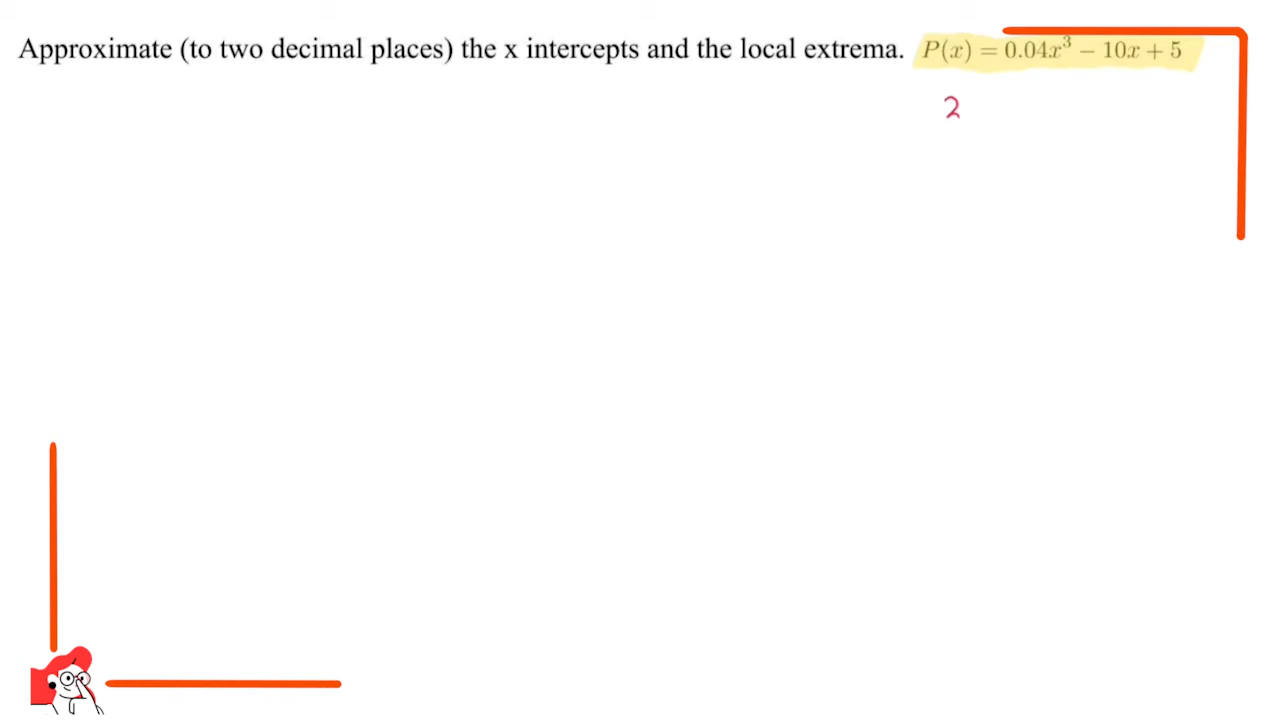 Approximate (to two decimal places) the x intercepts and the local extrema. P(x) = 0.04x³ − 10x + 5
2